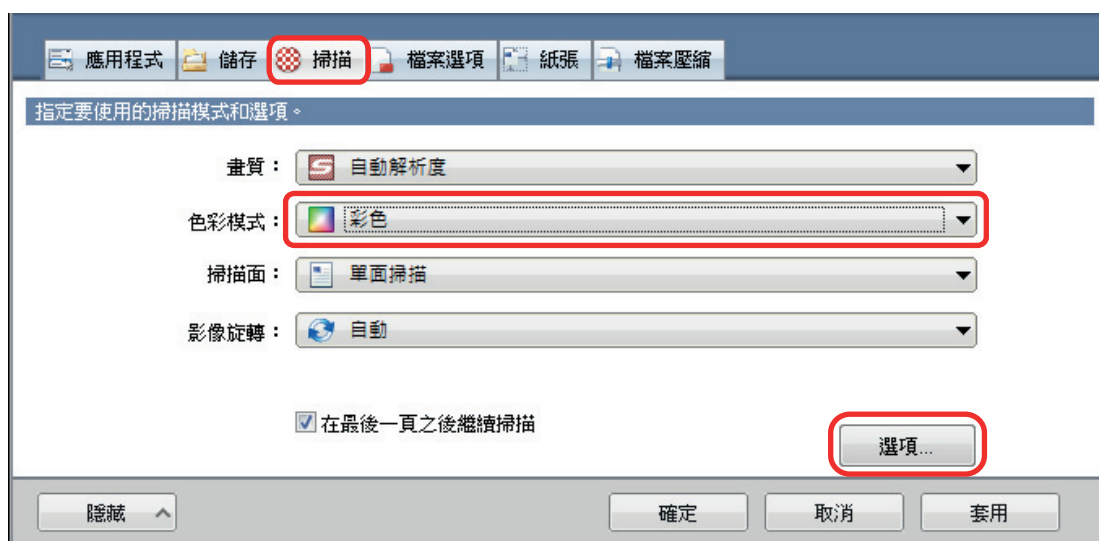 應用程式 儲存 掃描 檔案選項 紙張 檔案壓縮
指定要使用的掃描模式和選項。
畫質： 自動解析度
色彩模式： 彩色
掃描面： 單面掃描
影像旋轉： 自動
在最後一頁之後繼續掃描
選項...
隱藏 確定 取消 套用